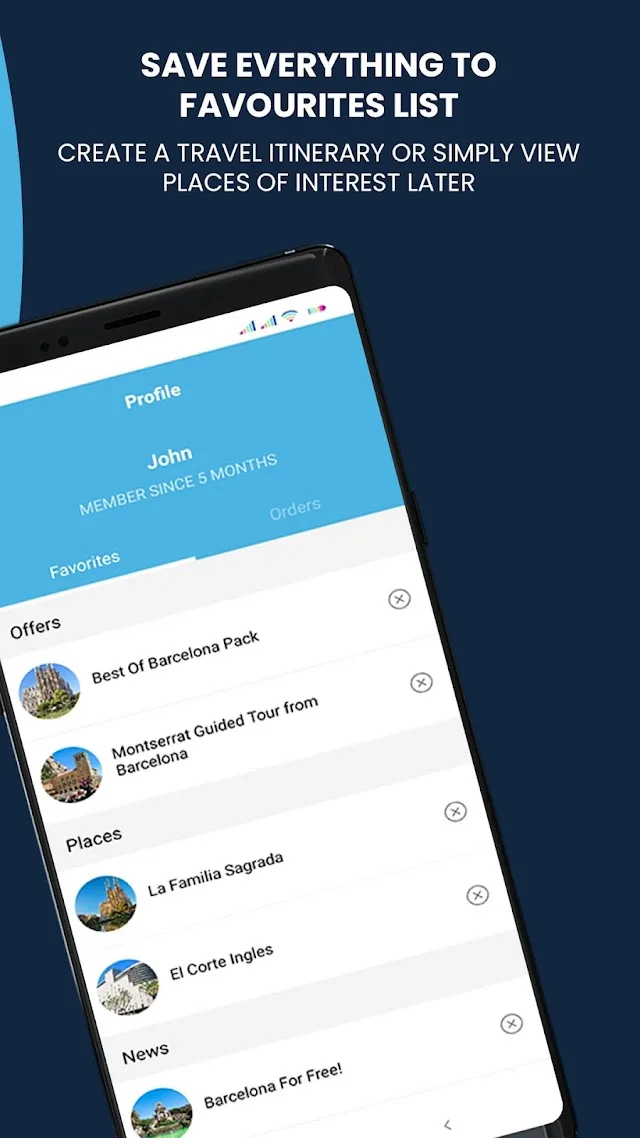 SAVE EVERYTHING TO
FAVOURITES LIST
CREATE A TRAVEL ITINERARY OR SIMPLY VIEW
PLACES OF INTEREST LATER
Profile
John
MEMBER SINCE 5 MONTHS
Favorites
Orders
Offers
Best Of Barcelona Pack
Montserrat Guided Tour from
Barcelona
Places
La Familia Sagrada
El Corte Ingles
News
Barcelona For Free!